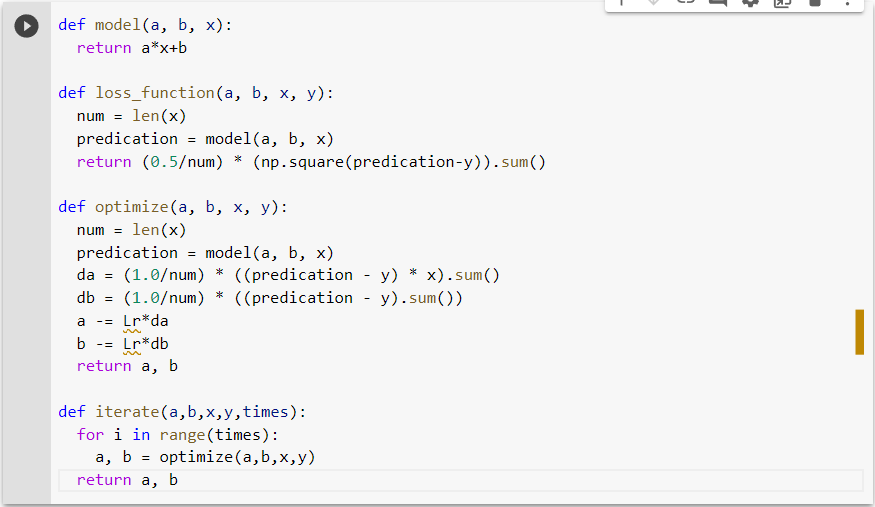 def model(a, b, x):
  return a*x+b

def loss_function(a, b, x, y):
  num = len(x)
  predication = model(a, b, x)
  return (0.5/num) * (np.square(predication-y)).sum()

def optimize(a, b, x, y):
  num = len(x)
  predication = model(a, b, x)
  da = (1.0/num) * ((predication - y) * x).sum()
  db = (1.0/num) * ((predication - y).sum())
  a -= Lr*da
  b -= Lr*db
  return a, b

def iterate(a,b,x,y,times):
  for i in range(times):
    a, b = optimize(a,b,x,y)
  return a, b